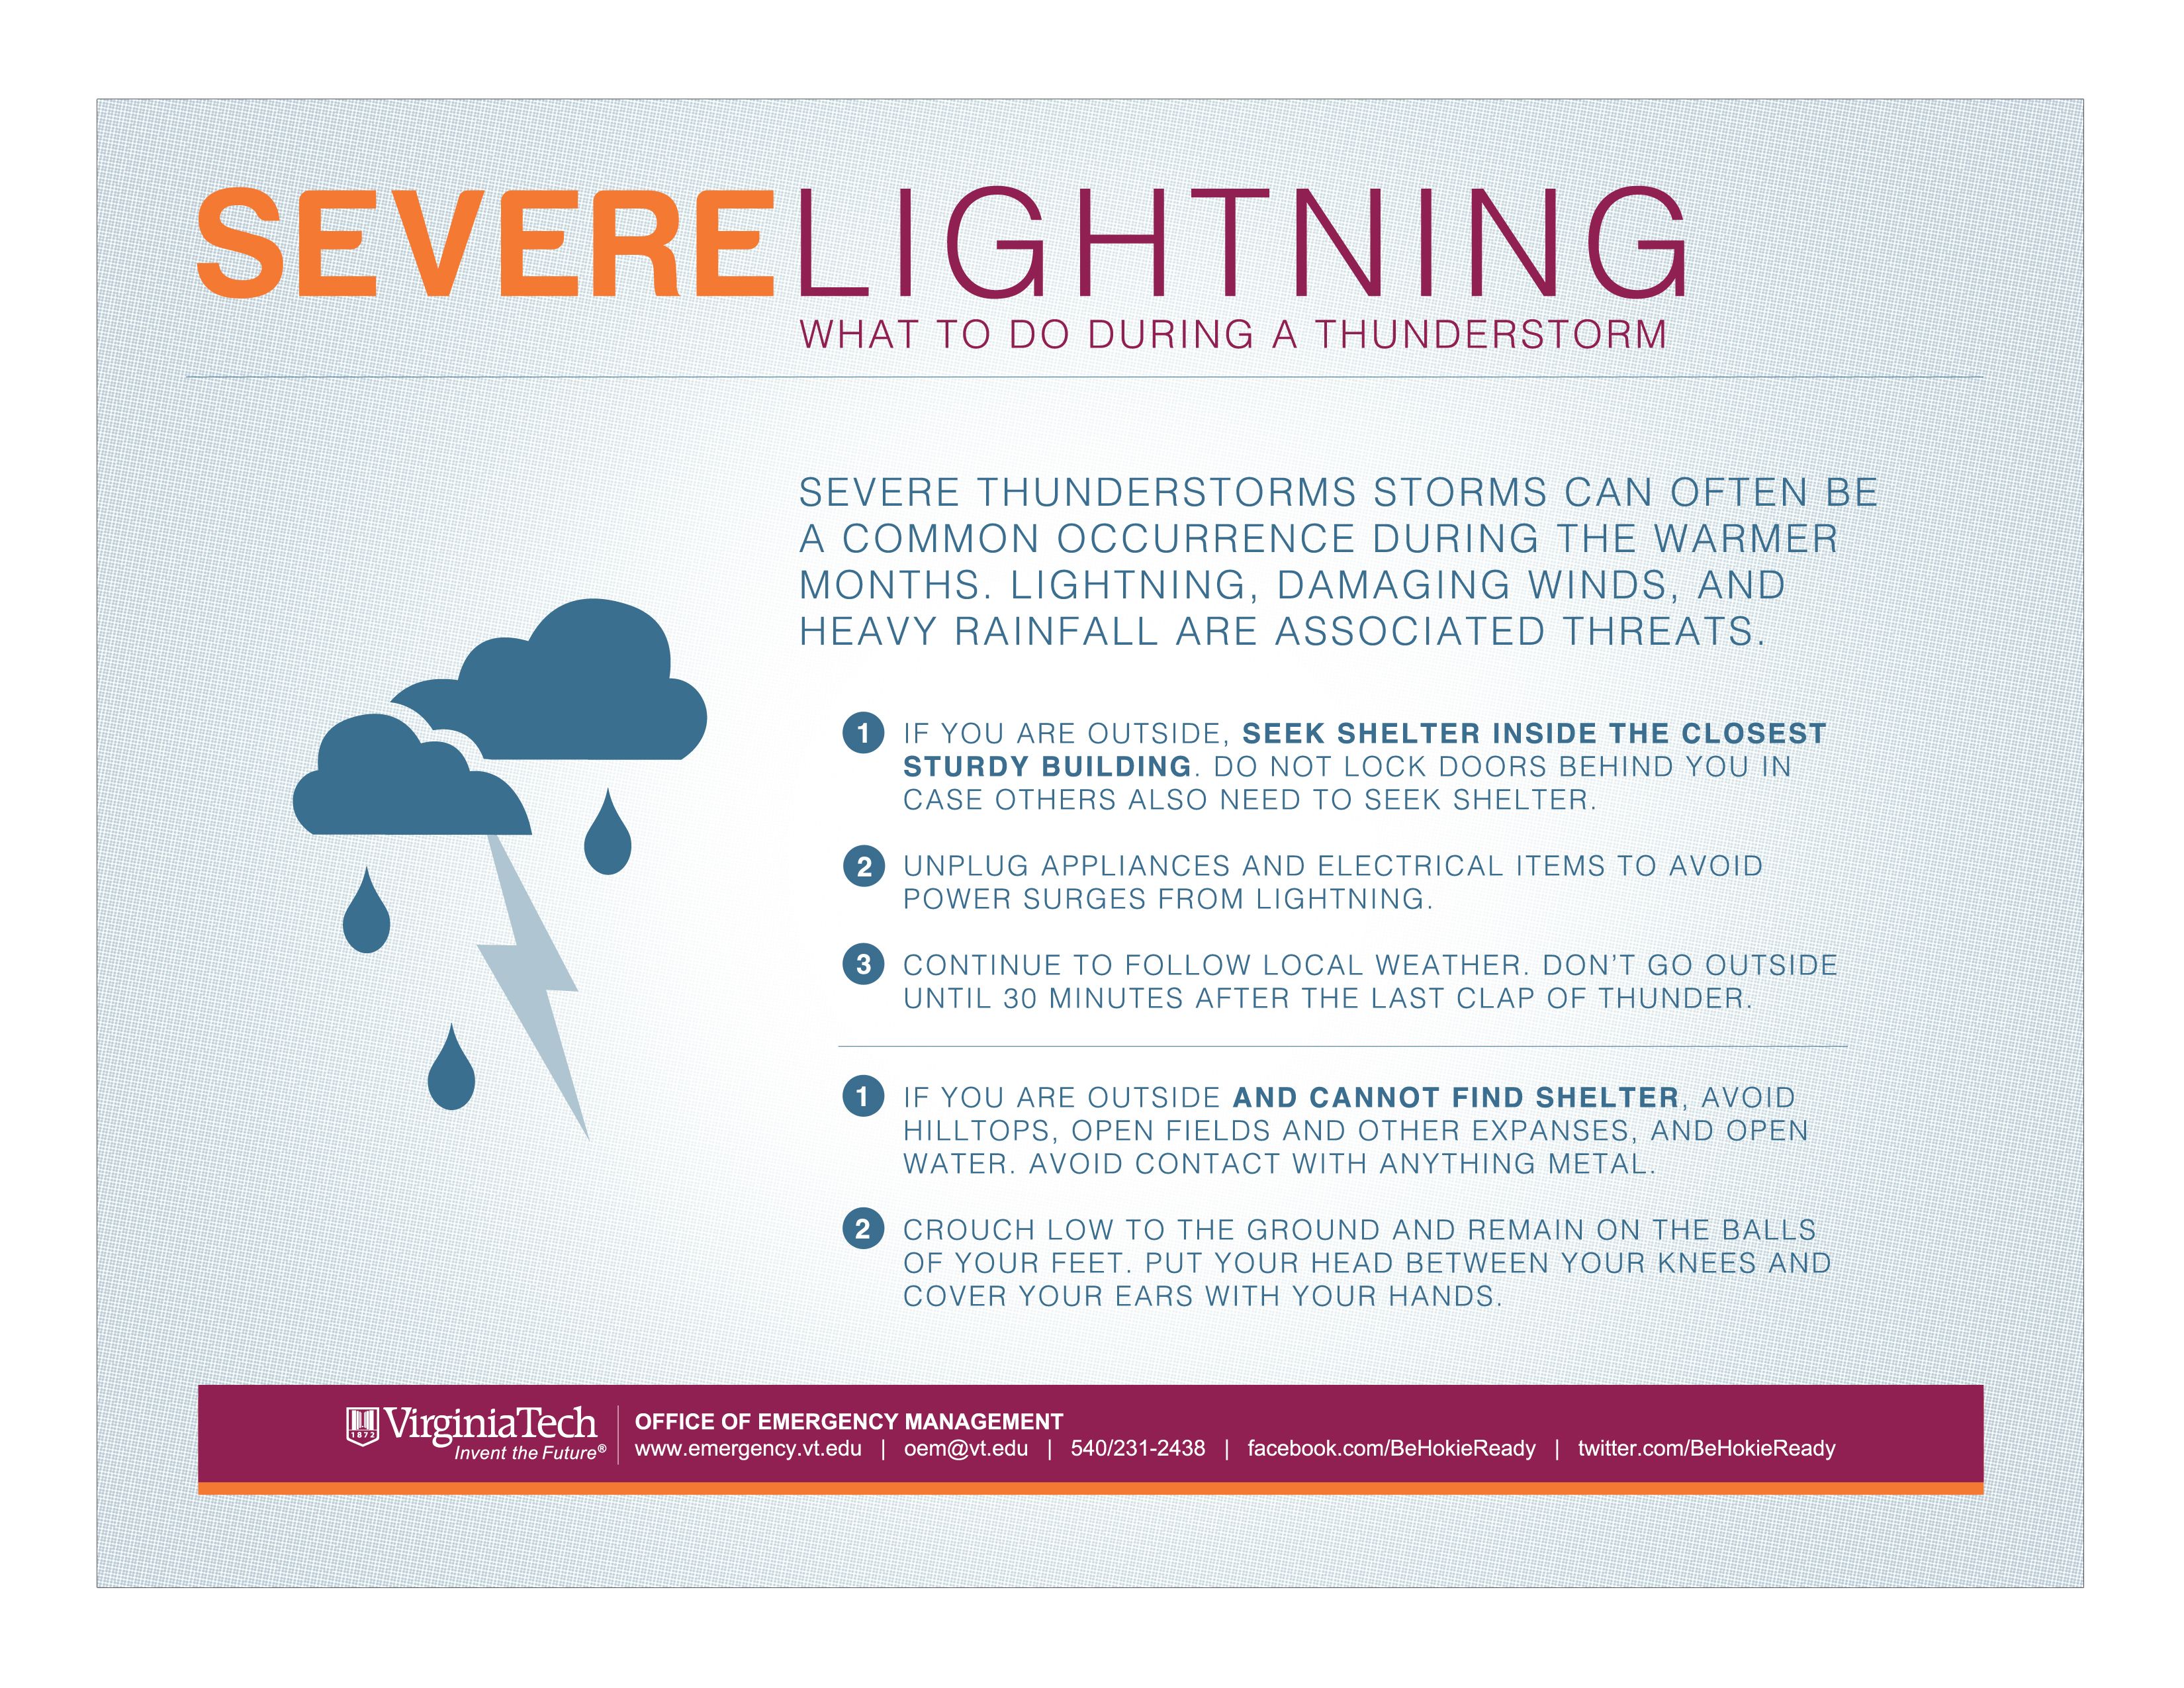 SEVERELIGHTNING
WHAT TO DO DURING A THUNDERSTORM
SEVERE THUNDERSTORMS STORMS CAN OFTEN BE
A COMMON OCCURRENCE DURING THE WARMER
MONTHS. LIGHTNING, DAMAGING WINDS, AND
HEAVY RAINFALL ARE ASSOCIATED THREATS.
1 IF YOU ARE OUTSIDE, SEEK SHELTER INSIDE THE CLOSEST
STURDY BUILDING. DO NOT LOCK DOORS BEHIND YOU IN
CASE OTHERS ALSO NEED TO SEEK SHELTER.
2 UNPLUG APPLIANCES AND ELECTRICAL ITEMS TO AVOID
POWER SURGES FROM LIGHTNING.
3 CONTINUE TO FOLLOW LOCAL WEATHER. DON'T GO OUTSIDE
UNTIL 30 MINUTES AFTER THE LAST CLAP OF THUNDER.
1 IF YOU ARE OUTSIDE AND CANNOT FIND SHELTER, AVOID
HILLTOPS, OPEN FIELDS AND OTHER EXPANSES, AND OPEN
WATER. AVOID CONTACT WITH ANYTHING METAL.
2 CROUCH LOW TO THE GROUND AND REMAIN ON THE BALLS
OF YOUR FEET. PUT YOUR HEAD BETWEEN YOUR KNEES AND
COVER YOUR EARS WITH YOUR HANDS.
1872
VirginiaTech
Invent the Future®
OFFICE OF EMERGENCY MANAGEMENT
www.emergency.vt.edu | oem@vt.edu | 540/231-2438 | facebook.com/BeHokieReady | twitter.com/BeHokieReady